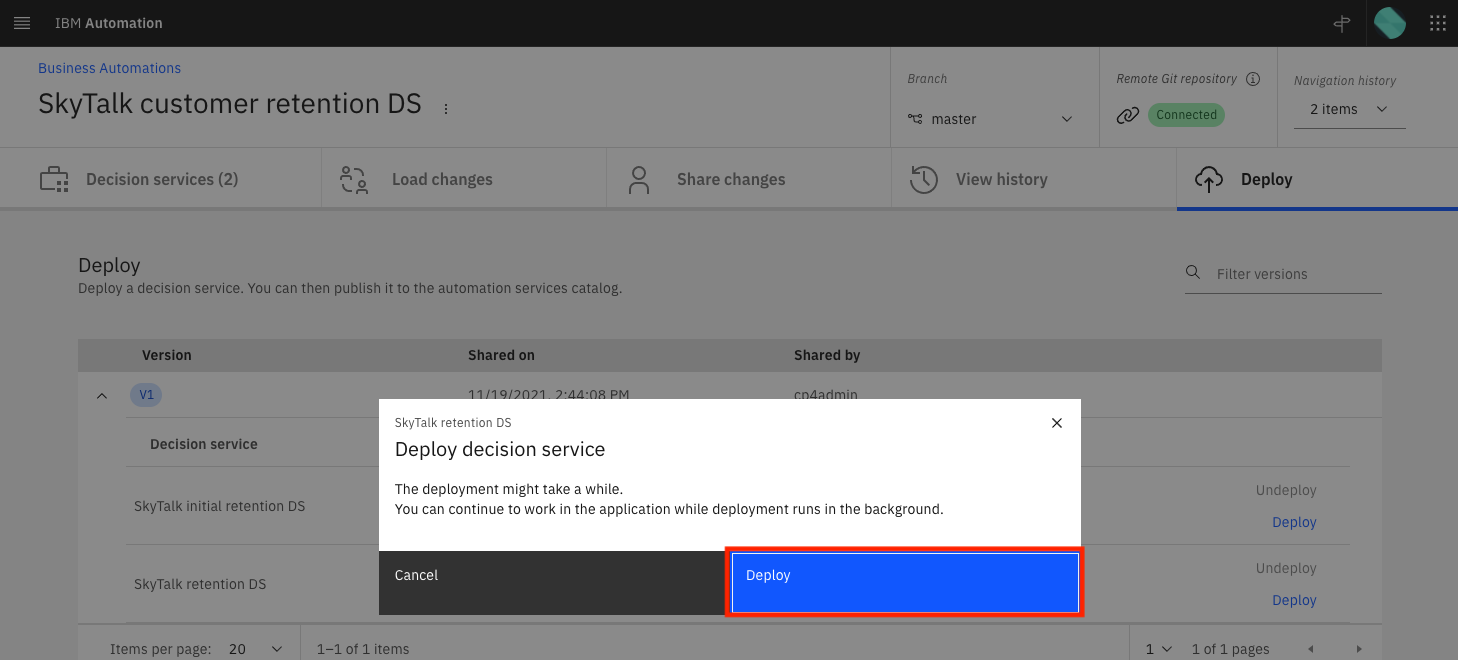 IBM Automation
Business Automations
SkyTalk customer retention DS
Branch
master
Remote Git repository
Connected
Navigation history
2 items
Decision services (2)
Load changes
Share changes
View history
Deploy
Deploy
Deploy a decision service. You can then publish it to the automation services catalog.
Filter versions
Version Shared on Shared by
V1 11/19/2021, 2:44:08 PM cp4admin
Decision service
SkyTalk initial retention DS
Undeploy
Deploy
SkyTalk retention DS
Undeploy
Deploy
SkyTalk retention DS
Deploy decision service
The deployment might take a while.
You can continue to work in the application while deployment runs in the background.
Cancel
Deploy
Items per page: 20 1–1 of 1 items 1 1 of 1 pages